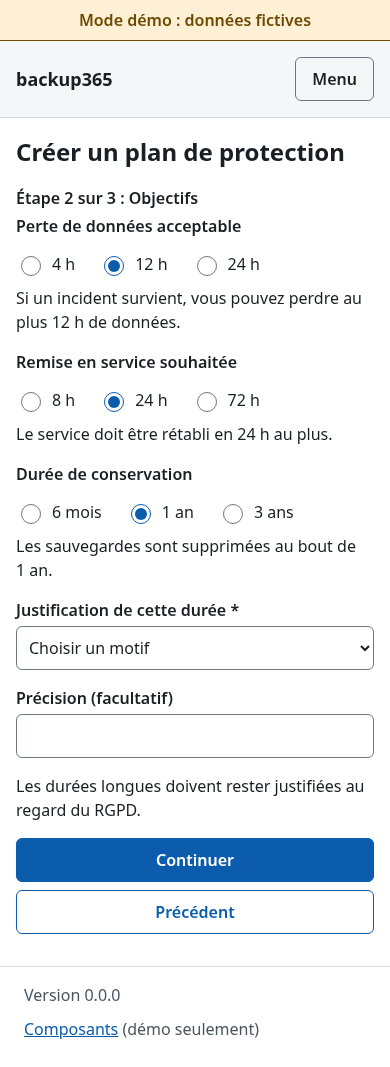 Mode démo : données fictives
backup365
Menu
Créer un plan de protection
Étape 2 sur 3 : Objectifs
Perte de données acceptable
4 h 12 h 24 h
Si un incident survient, vous pouvez perdre au
plus 12 h de données.
Remise en service souhaitée
8 h 24 h 72 h
Le service doit être rétabli en 24 h au plus.
Durée de conservation
6 mois 1 an 3 ans
Les sauvegardes sont supprimées au bout de
1 an.
Justification de cette durée *
Choisir un motif
Précision (facultatif)
Les durées longues doivent rester justifiées au
regard du RGPD.
Continuer
Précédent
Version 0.0.0
Composants (démo seulement)